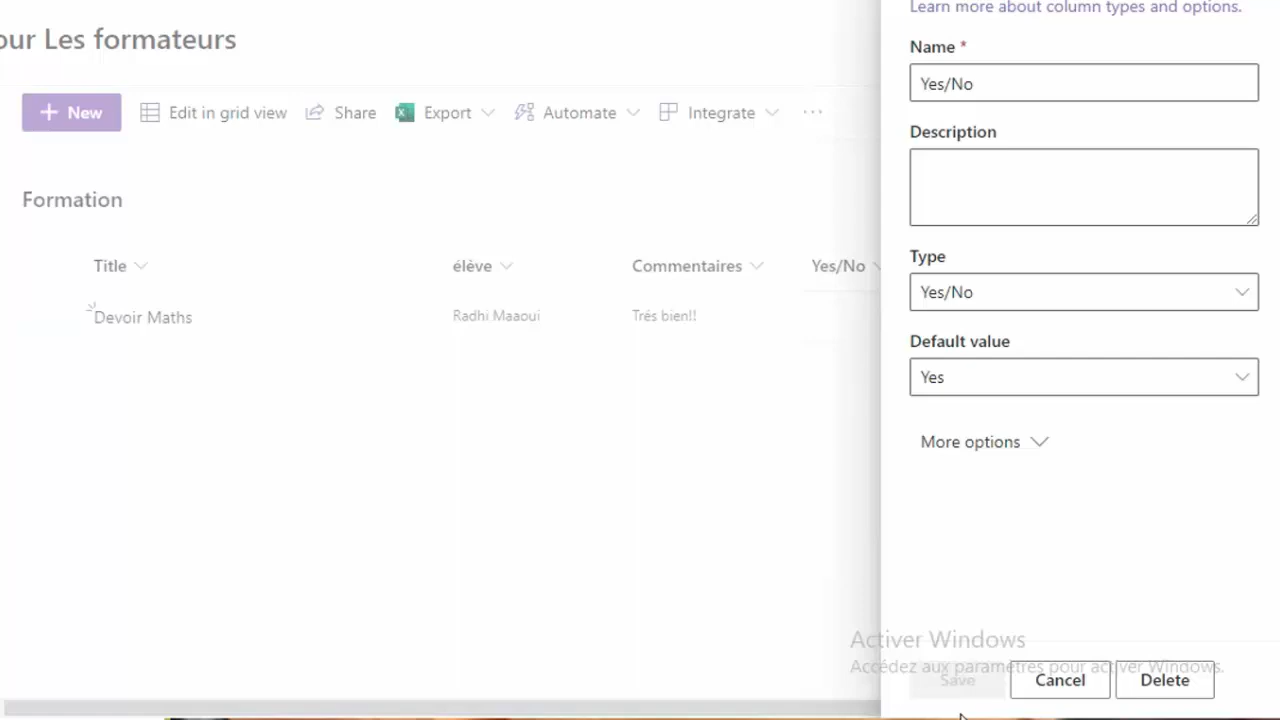 Learn more about column types and options.
our Les formateurs
Name *
Yes/No
New
Edit in grid view
Share
Export
Automate
Integrate
Description
Formation
Type
Yes/No
Title
élève
Commentaires
Yes/No
Devoir Maths
Radhi Maaoui
Trés bien!!
Default value
Yes
More options
Activer Windows
Accédez aux paramètres pour activer Windows.
Save
Cancel
Delete